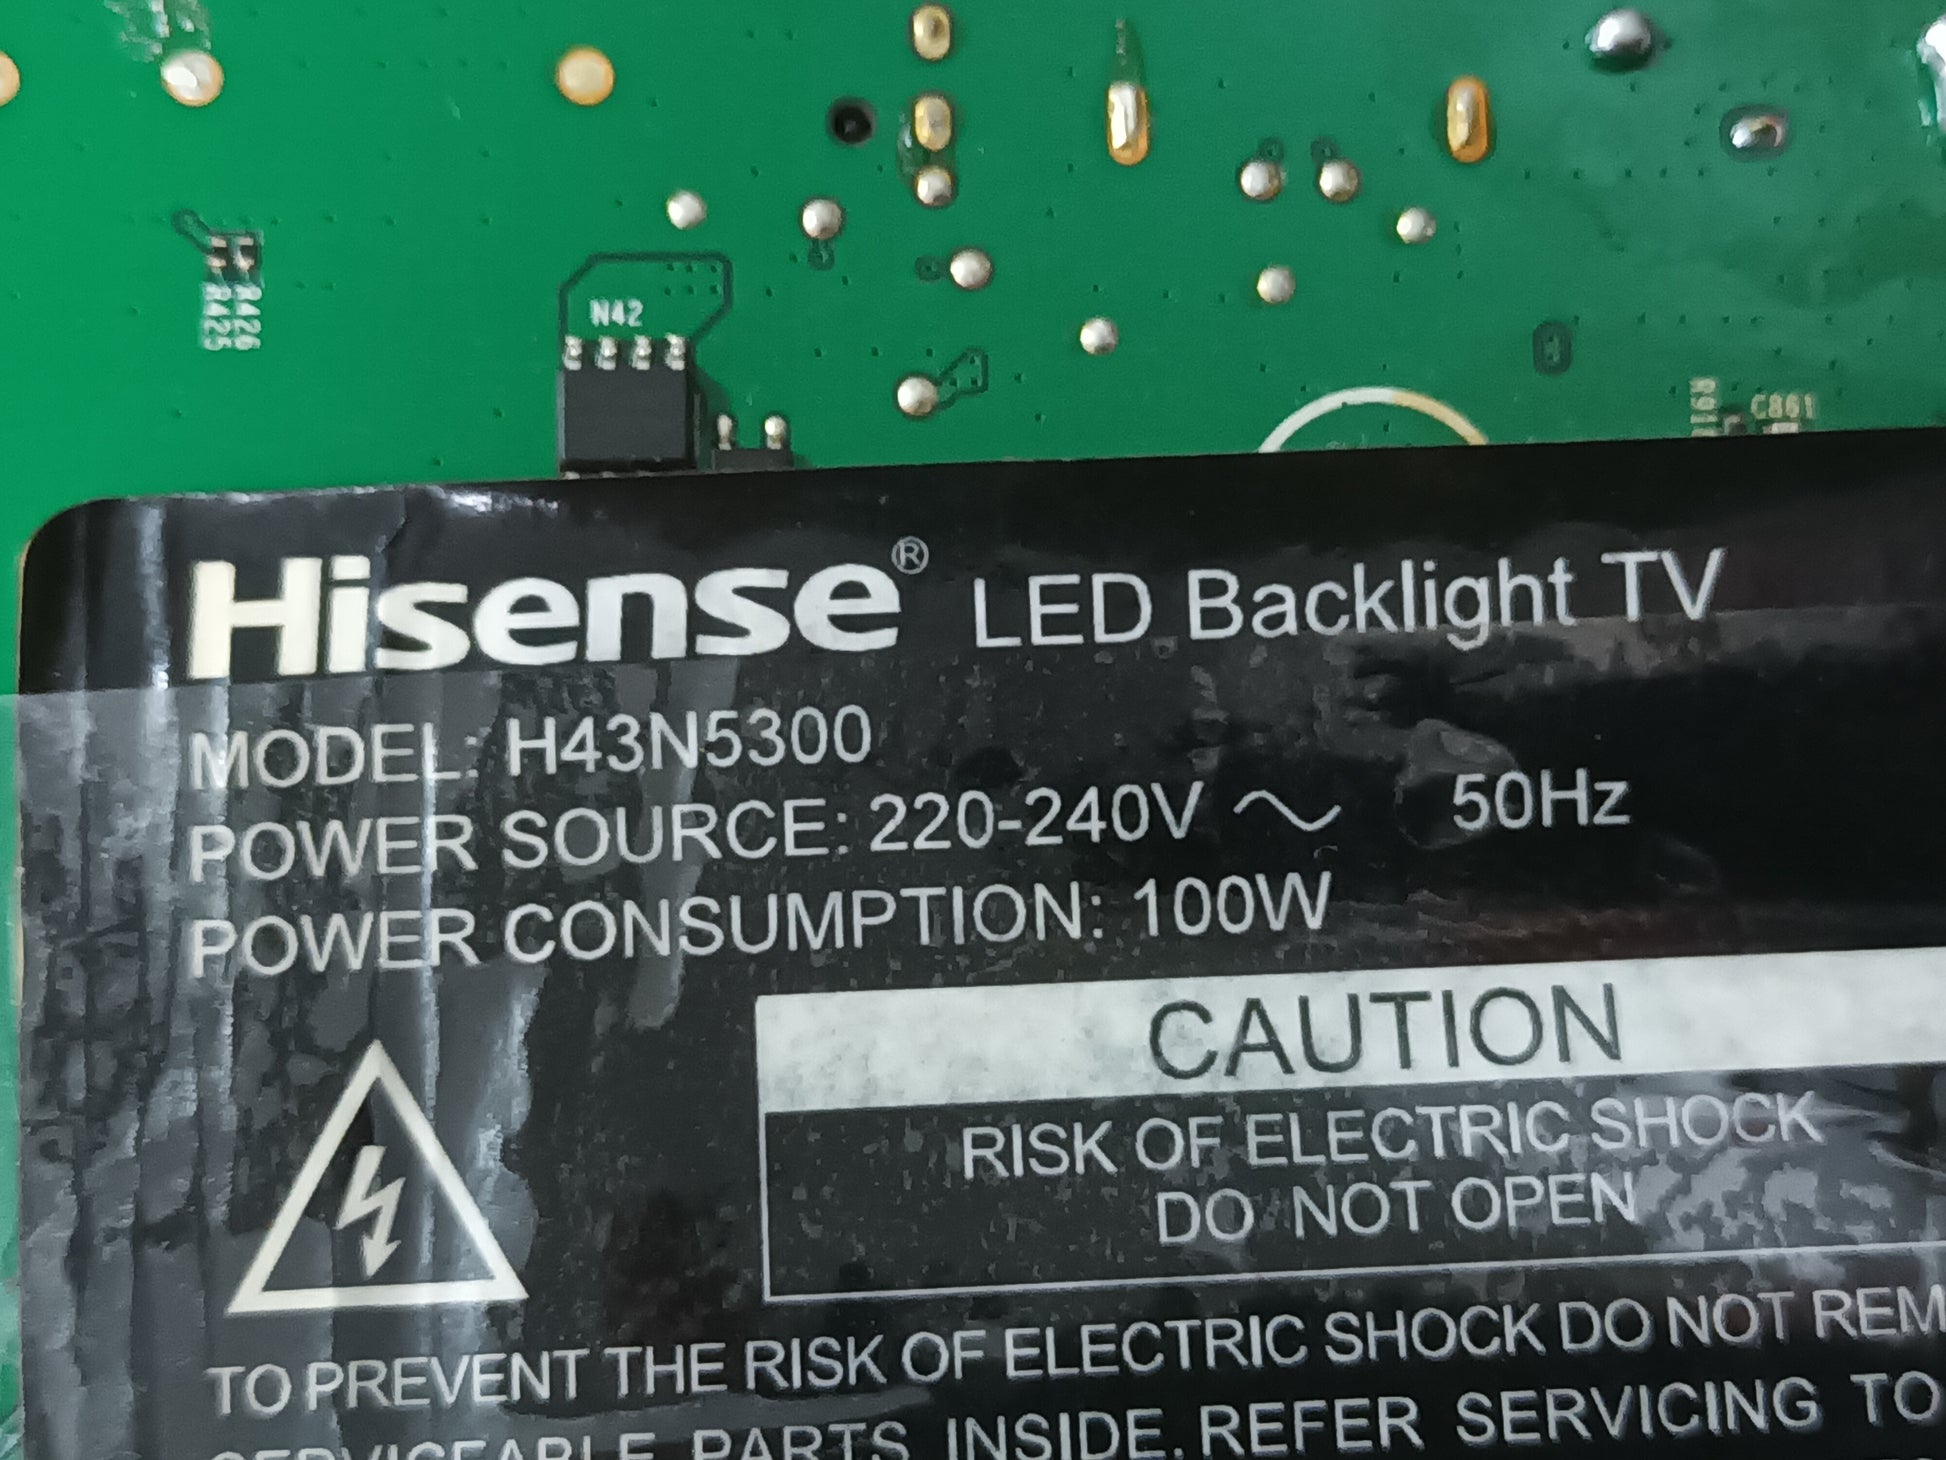 N42
R426
R425
C861
Hisense® LED Backlight TV
MODEL: H43N5300
POWER SOURCE: 220-240V ~ 50Hz
POWER CONSUMPTION: 100W
CAUTION
RISK OF ELECTRIC SHOCK
DO NOT OPEN
TO PREVENT THE RISK OF ELECTRIC SHOCK DO NOT REM
SERVICEABLE PARTS INSIDE. REFER SERVICING TO